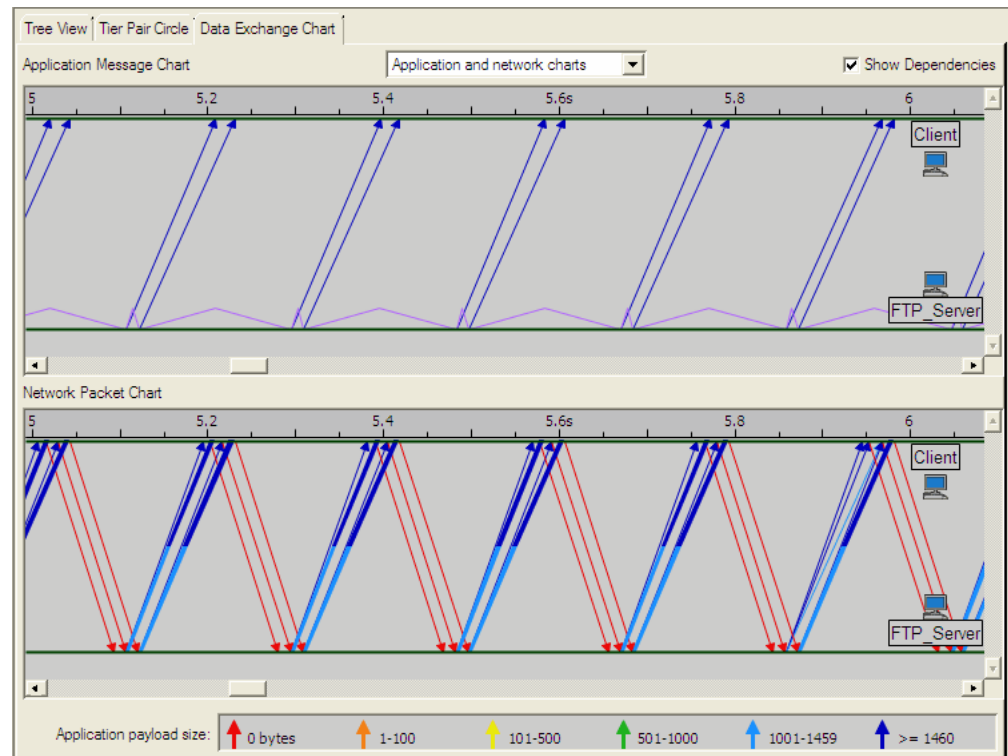 Tree View Tier Pair Circle Data Exchange Chart
Application Message Chart Application and network charts Show Dependencies
5 5.2 5.4 5.6s 5.8 6
Client
FTP_Server
Network Packet Chart
5 5.2 5.4 5.6s 5.8 6
Client
FTP_Server
Application payload size: 0 bytes 1-100 101-500 501-1000 1001-1459 >= 1460